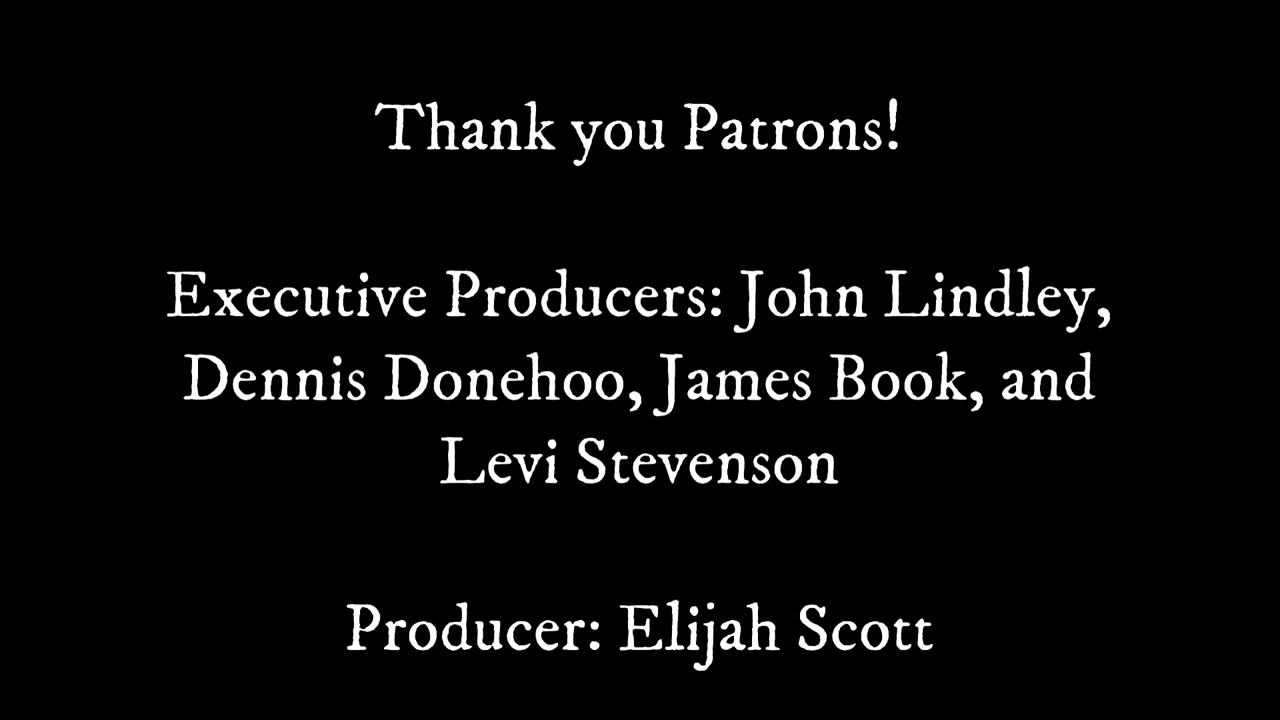 Thank you Patrons!
Executive Producers: John Lindley,
Dennis Donehoo, James Book, and
Levi Stevenson
Producer: Elijah Scott